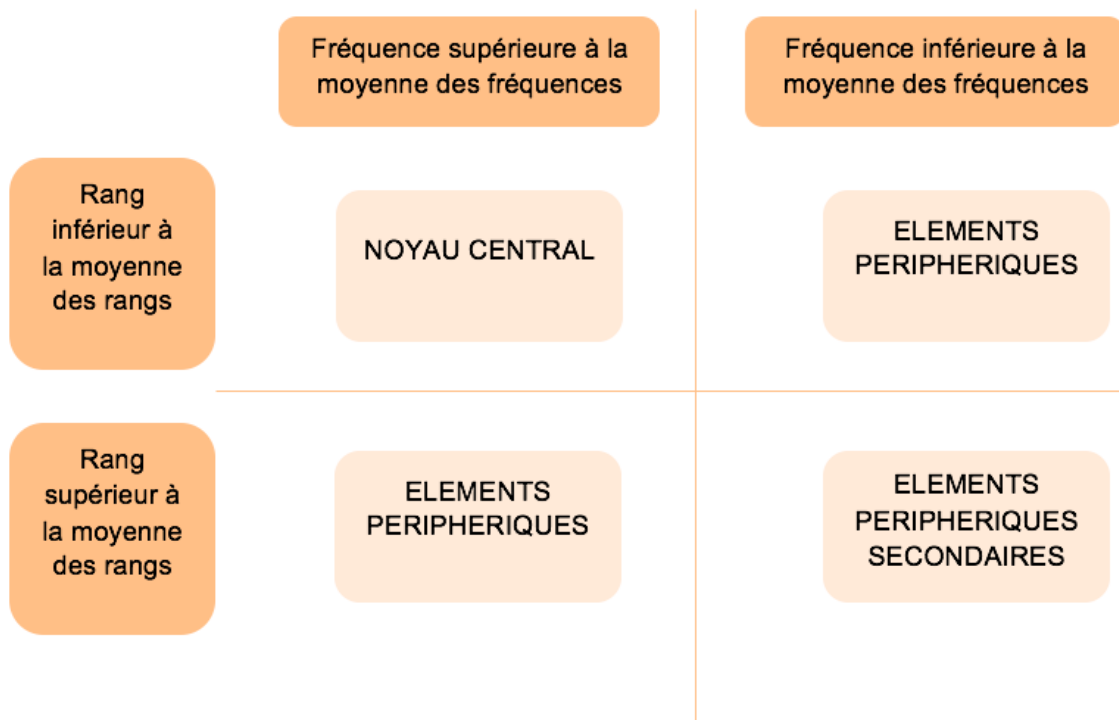 Fréquence supérieure à la
moyenne des fréquences
Fréquence inférieure à la
moyenne des fréquences
Rang
inférieur à
la moyenne
des rangs
NOYAU CENTRAL
ELEMENTS
PERIPHERIQUES
Rang
supérieur à
la moyenne
des rangs
ELEMENTS
PERIPHERIQUES
ELEMENTS
PERIPHERIQUES
SECONDAIRES